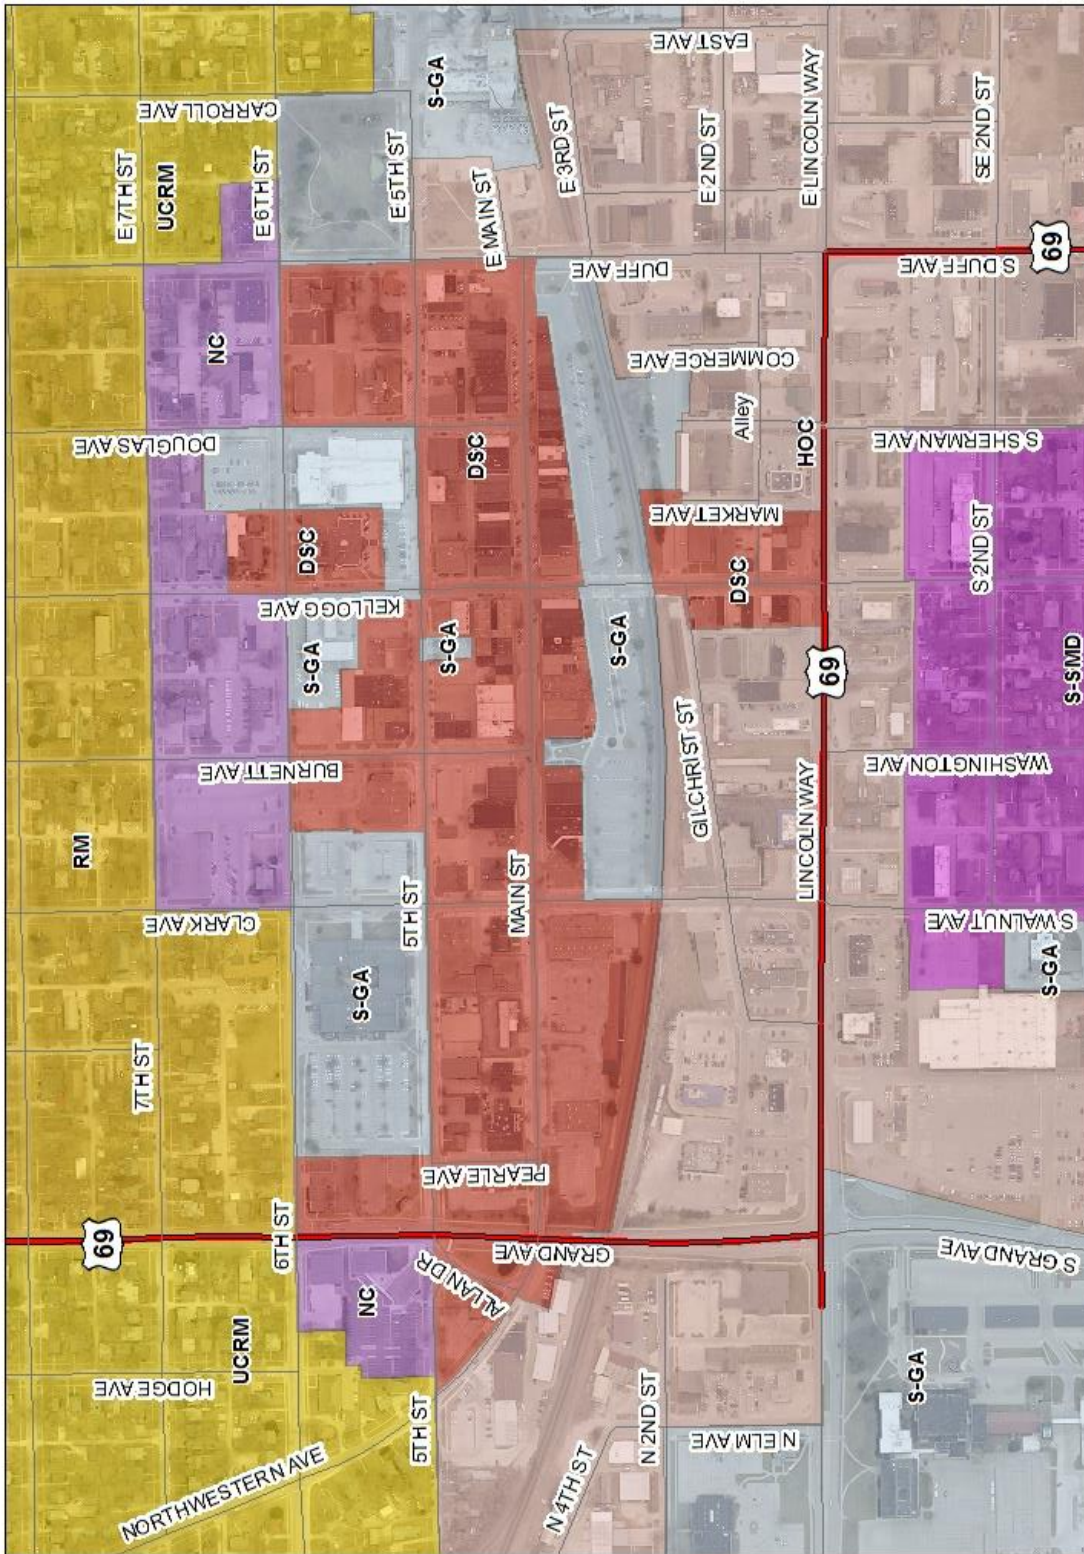 HODGE AVE
69
7TH ST
RM
CLARK AVE
DOUGLAS AVE
E 7TH ST
UCRM
CARROLL AVE
NORTHWESTERN AVE
UCRM
6TH ST
NC
E 6TH ST
BURNETT AVE
S-GA
KELLOGG AVE
DSC
NC
S-GA
5TH ST
5TH ST
E 5TH ST
S-GA
ALLAN DR
PEARLE AVE
S-GA
DSC
E MAIN ST
MAIN ST
GRAND AVE
N 4TH ST
E 3RD ST
S-GA
DUFF AVE
N 2ND ST
GILCHRIST ST
COMMERCE AVE
MARKET AVE
E 2ND ST
EAST AVE
DSC
Alley
N ELM AVE
LINCOLN WAY
69
HOC
E LINCOLN WAY
S-GA
S GRAND AVE
WASHINGTON AVE
S SHERMAN AVE
S DUFF AVE
S 2ND ST
SE 2ND ST
S WALNUT AVE
S-GA
S-SMD
69